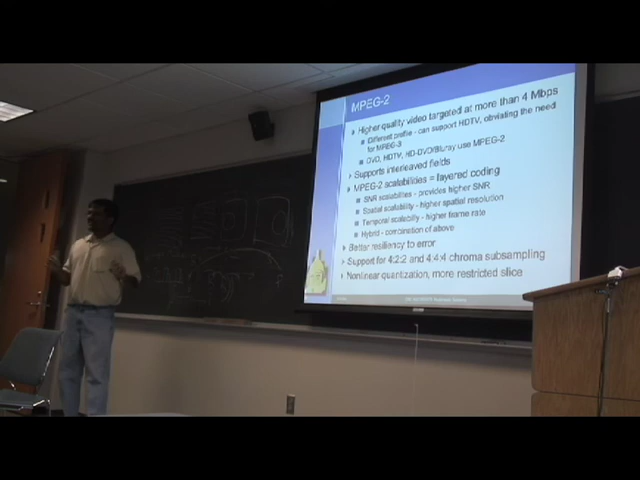 MPEG-2
Higher quality video targeted at more than 4 Mbps
Different profile - can support HDTV, obviating the need
for MPEG-3
DVD, HDTV, HD-DVD/Bluray use MPEG-2
Supports interleaved fields
MPEG-2 scalabilities = layered coding
SNR scalabilities - provides higher SNR
Spatial scalability - higher spatial resolution
Temporal scalability - higher frame rate
Hybrid - combination of above
Better resiliency to error
Support for 4:2:2 and 4:4:4 chroma subsampling
Nonlinear quantization, more restricted slice